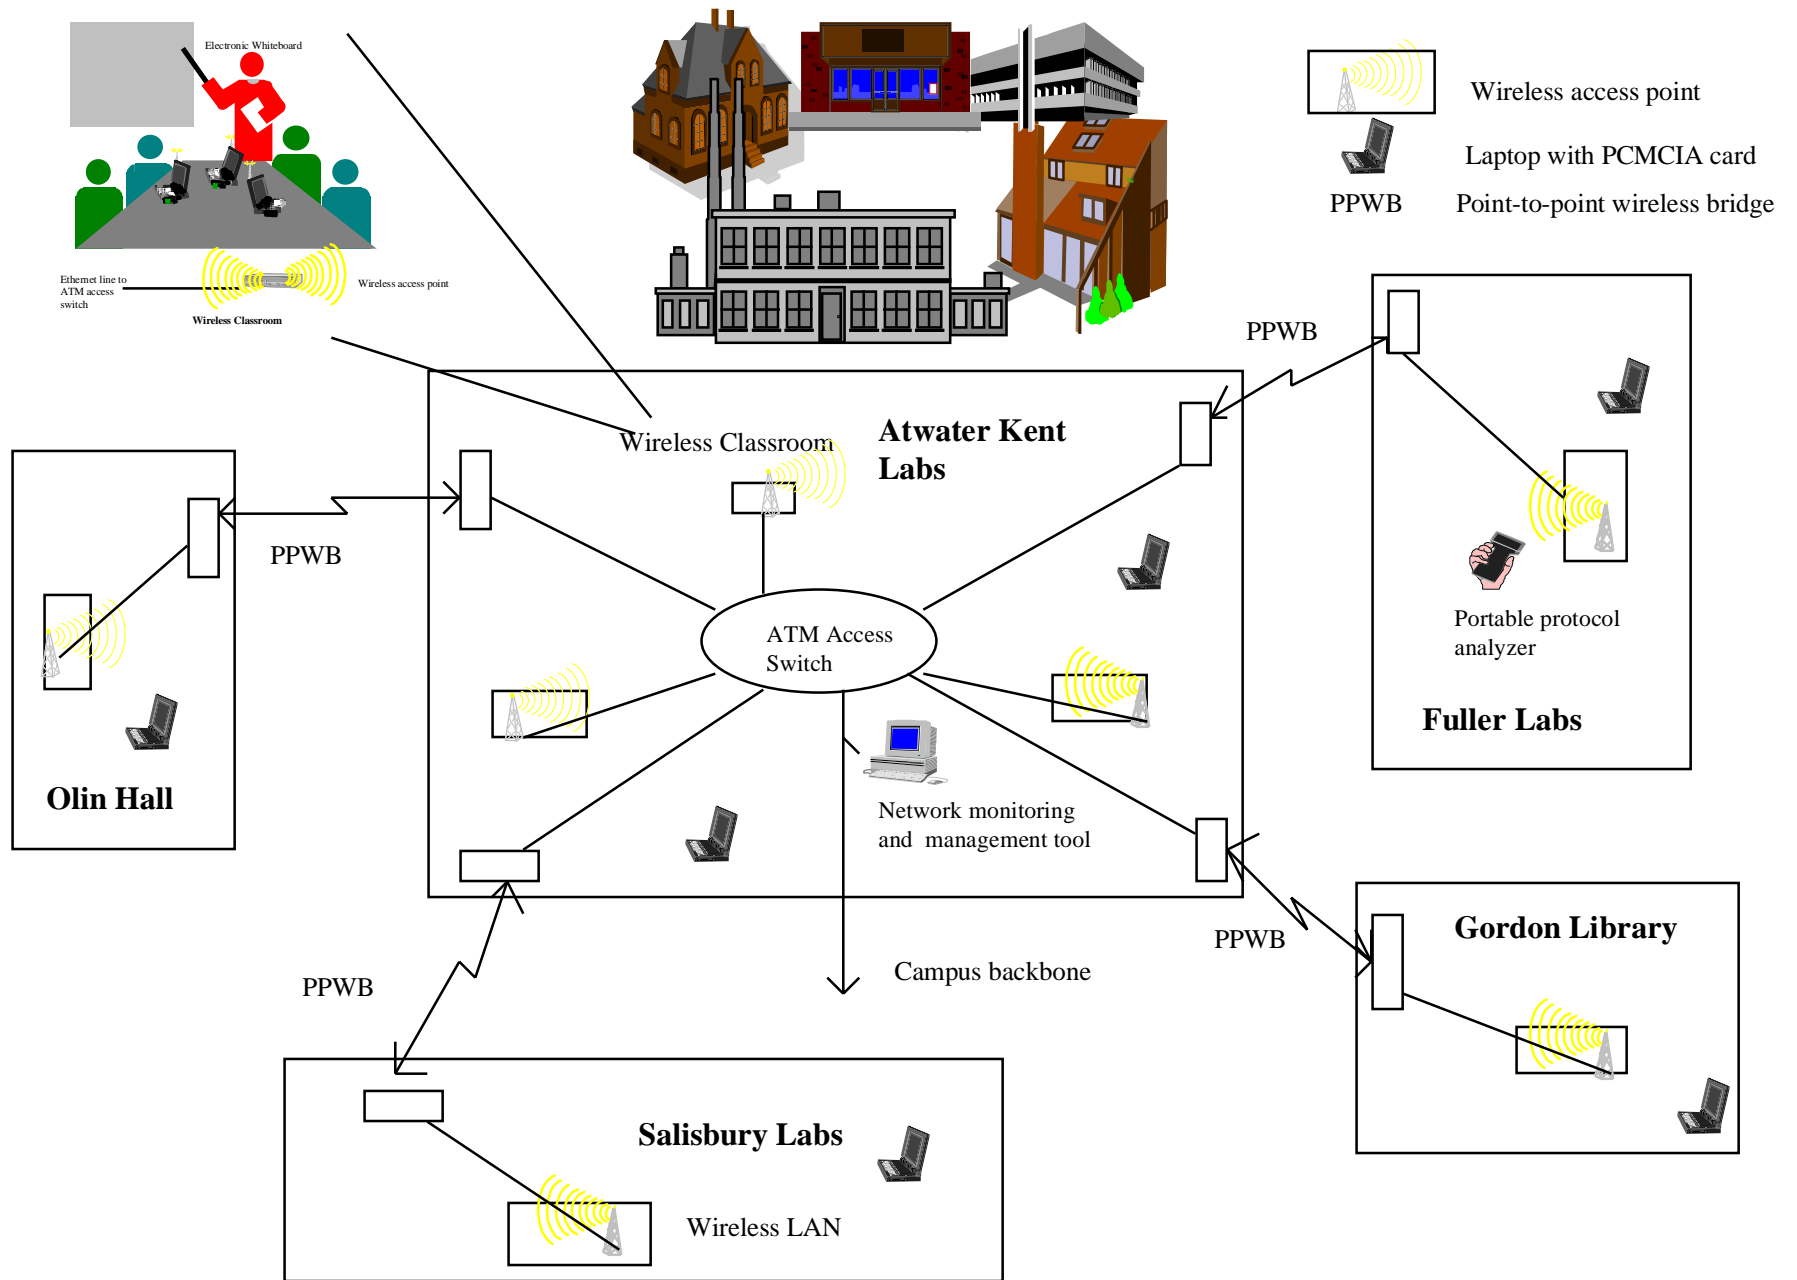 Electronic Whiteboard
Ethernet line to
ATM access
switch
Wireless access point
Wireless Classroom
Wireless access point
Laptop with PCMCIA card
PPWB
Point-to-point wireless bridge
PPWB
Wireless Classroom
Atwater Kent
Labs
PPWB
ATM Access
Switch
Portable protocol
analyzer
Fuller Labs
Olin Hall
Network monitoring
and management tool
PPWB
Gordon Library
PPWB
Campus backbone
Salisbury Labs
Wireless LAN